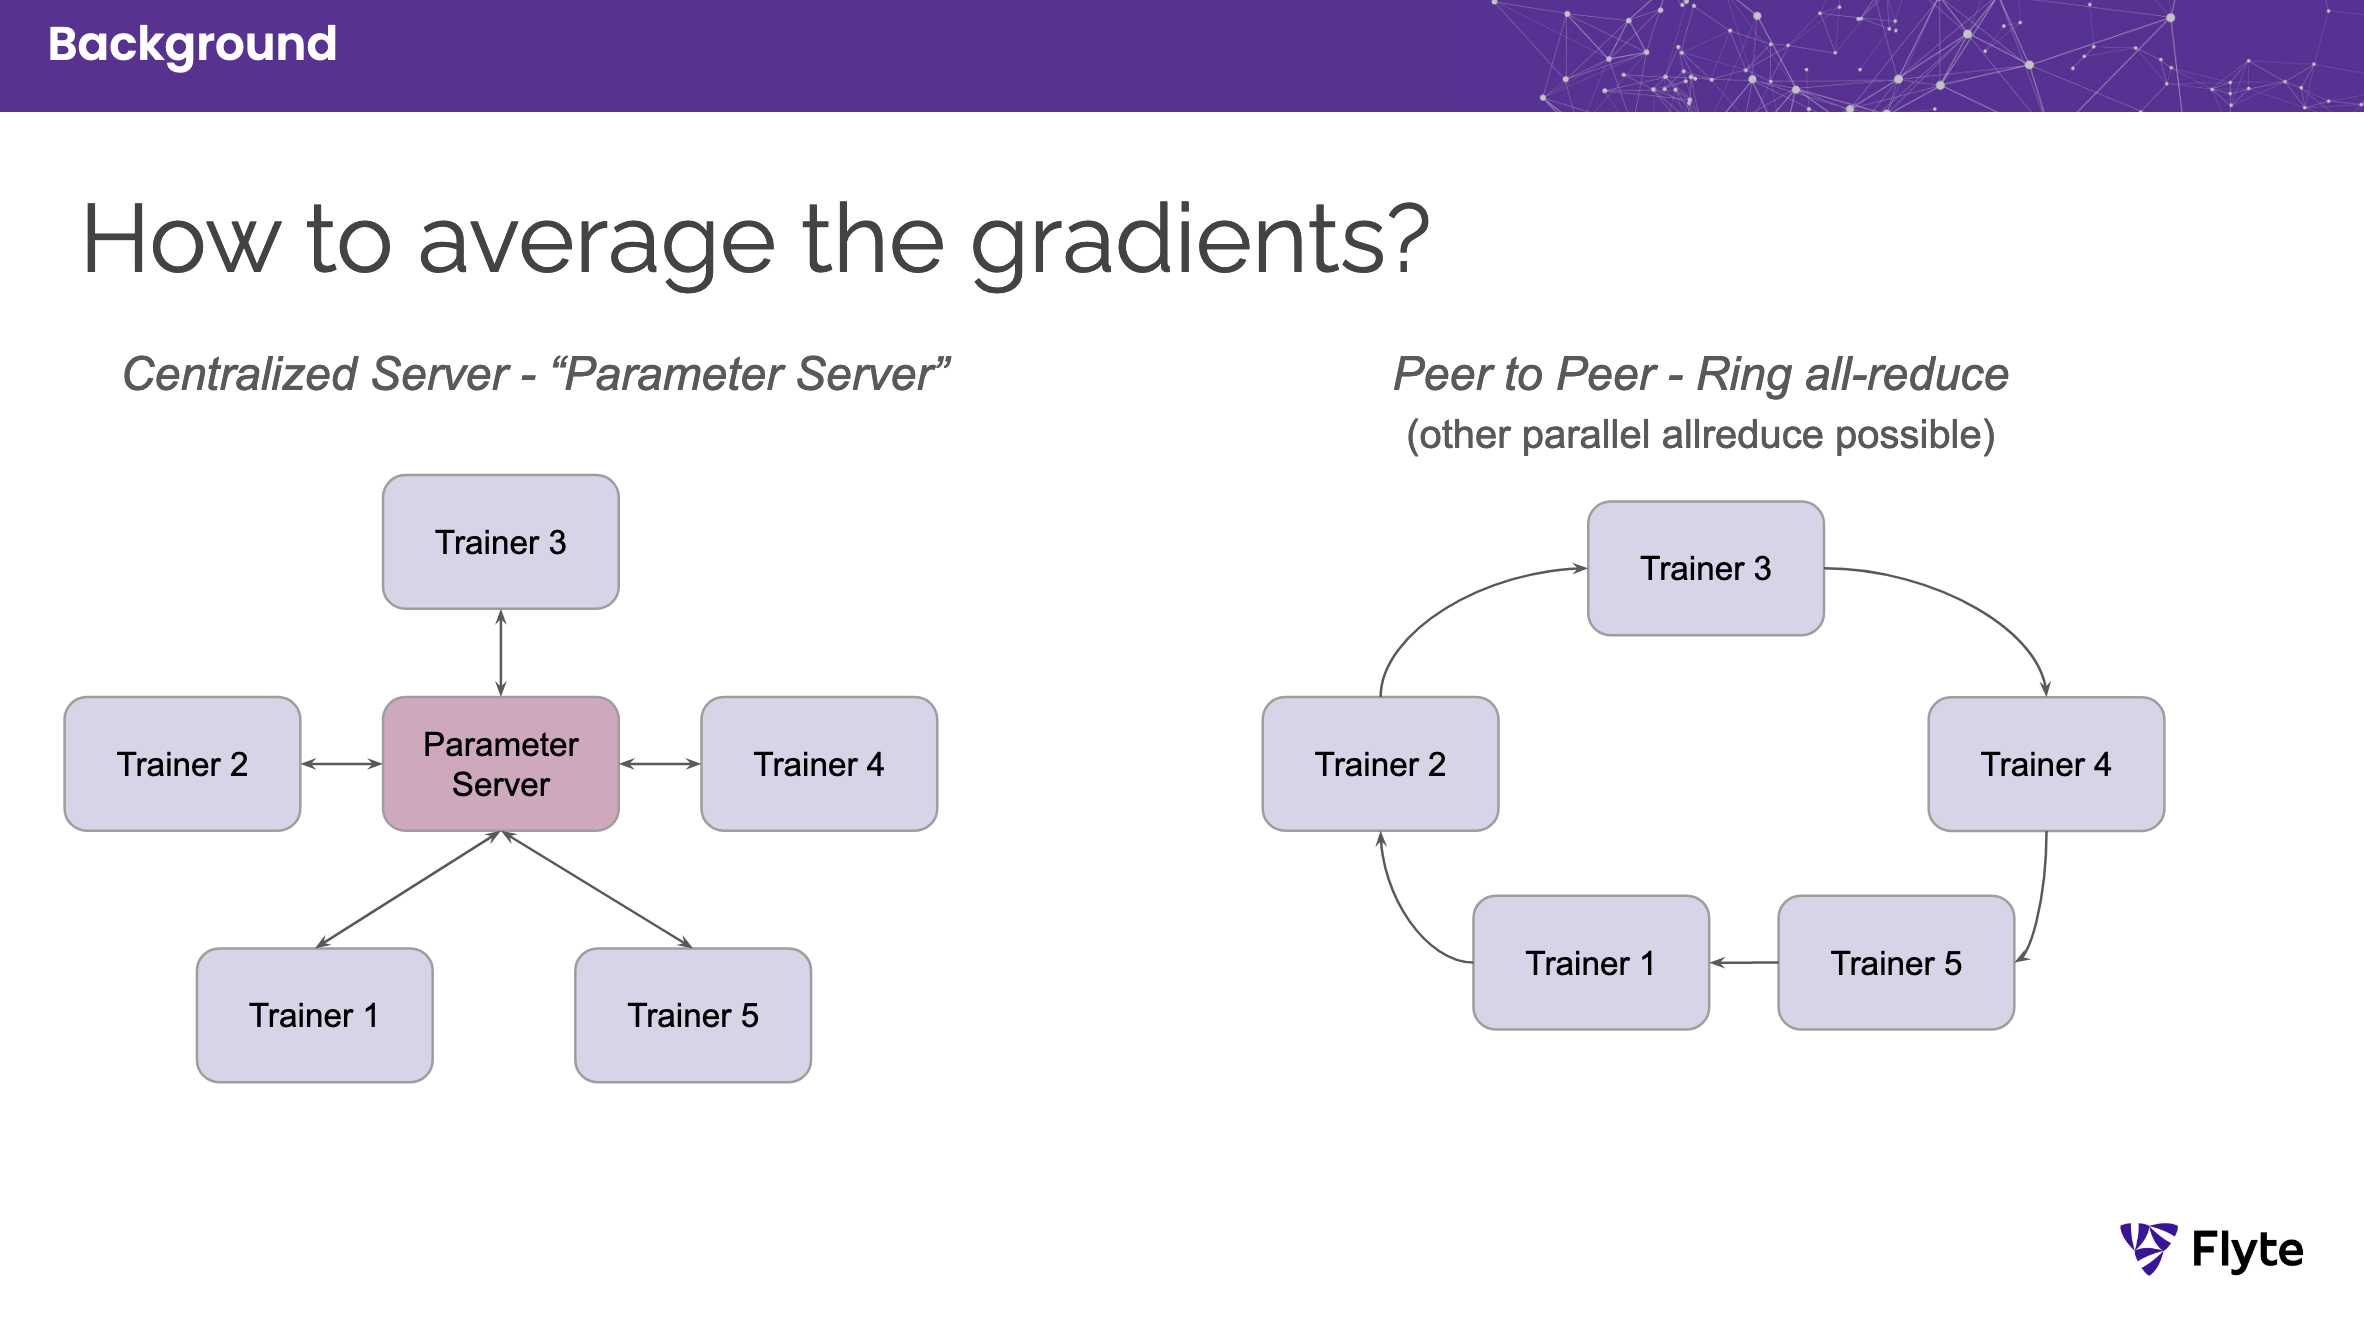 Background
How to average the gradients?
Centralized Server - “Parameter Server”
Trainer 3
Trainer 2
Parameter
Server
Trainer 4
Trainer 1
Trainer 5
Peer to Peer - Ring all-reduce
(other parallel allreduce possible)
Trainer 3
Trainer 2
Trainer 4
Trainer 1
Trainer 5
Flyte